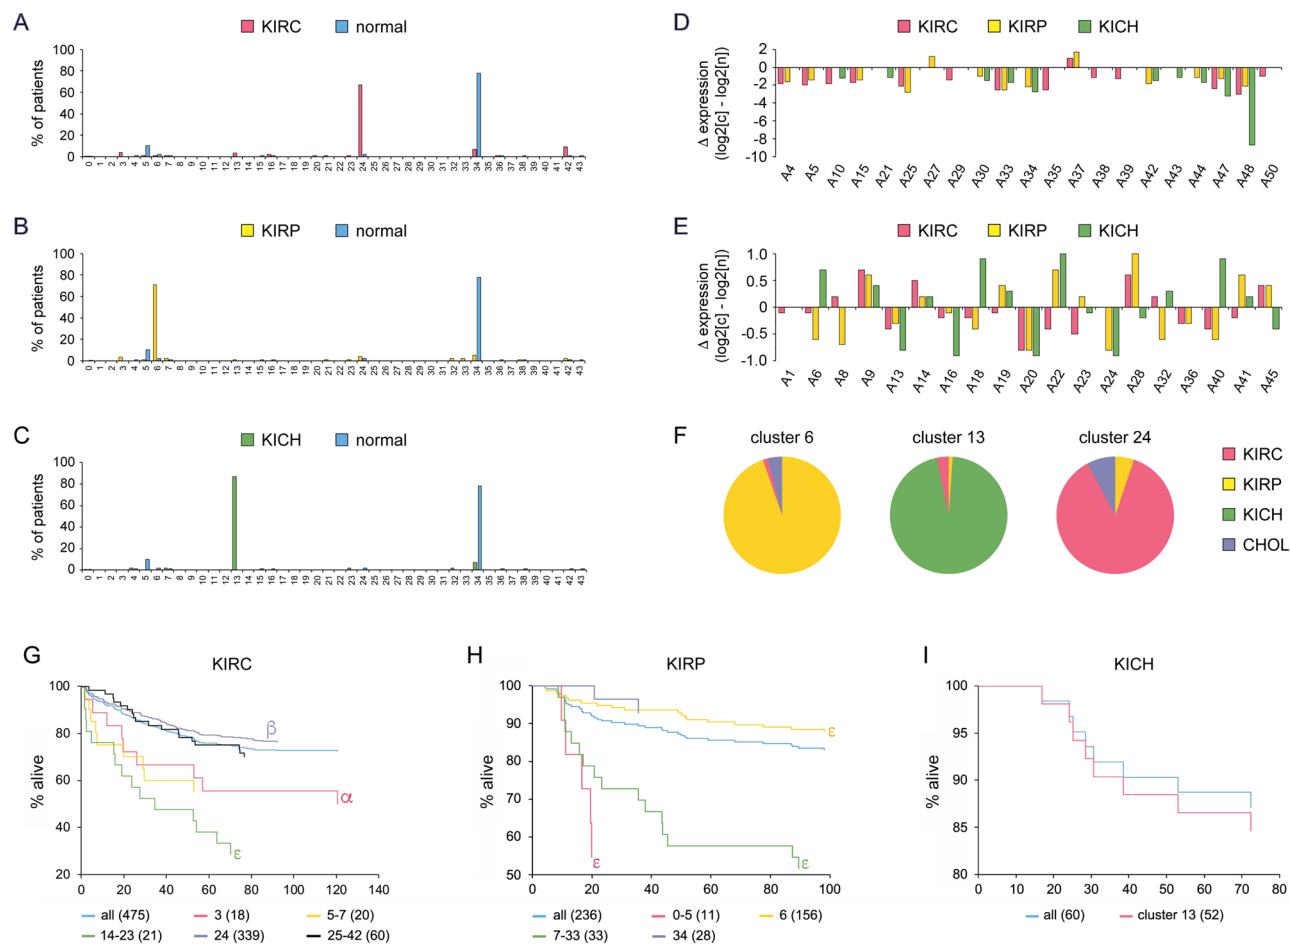 A
KIRC normal
% of patients
100
80
60
40
20
0
0 1 2 3 4 5 6 7 8 9 10 11 12 13 14 15 16 17 18 19 20 21 22 23 24 25 26 27 28 29 30 31 32 33 34 35 36 37 38 39 40 41 42 43
B
KIRP normal
% of patients
100
80
60
40
20
0
0 1 2 3 4 5 6 7 8 9 10 11 12 13 14 15 16 17 18 19 20 21 22 23 24 25 26 27 28 29 30 31 32 33 34 35 36 37 38 39 40 41 42 43
C
KICH normal
% of patients
100
80
60
40
20
0
0 1 2 3 4 5 6 7 8 9 10 11 12 13 14 15 16 17 18 19 20 21 22 23 24 25 26 27 28 29 30 31 32 33 34 35 36 37 38 39 40 41 42 43
D
KIRC KIRP KICH
Δ expression
(log2[c] - log2[n])
2
0
-2
-4
-6
-8
-10
A4 A5 A10 A15 A21 A25 A27 A29 A30 A33 A34 A35 A37 A38 A39 A42 A43 A44 A47 A48 A50
E
KIRC KIRP KICH
Δ expression
(log2[c] - log2[n])
1.0
0.5
0
-0.5
-1.0
A1 A6 A8 A9 A13 A14 A16 A18 A19 A20 A22 A23 A24 A28 A32 A36 A40 A41 A45
F
cluster 6 cluster 13 cluster 24
KIRC
KIRP
KICH
CHOL
G
KIRC
% alive
100
80
60
40
20
0 20 40 60 80 100 120 140
β
α
ε
all (475) 3 (18) 5-7 (20)
14-23 (21) 24 (339) 25-42 (60)
H
KIRP
% alive
100
90
80
70
60
50
0 20 40 60 80 100
ε
ε
ε
all (236) 0-5 (11) 6 (156)
7-33 (33) 34 (28)
I
KICH
% alive
100
95
90
85
80
0 10 20 30 40 50 60 70 80
all (60) cluster 13 (52)